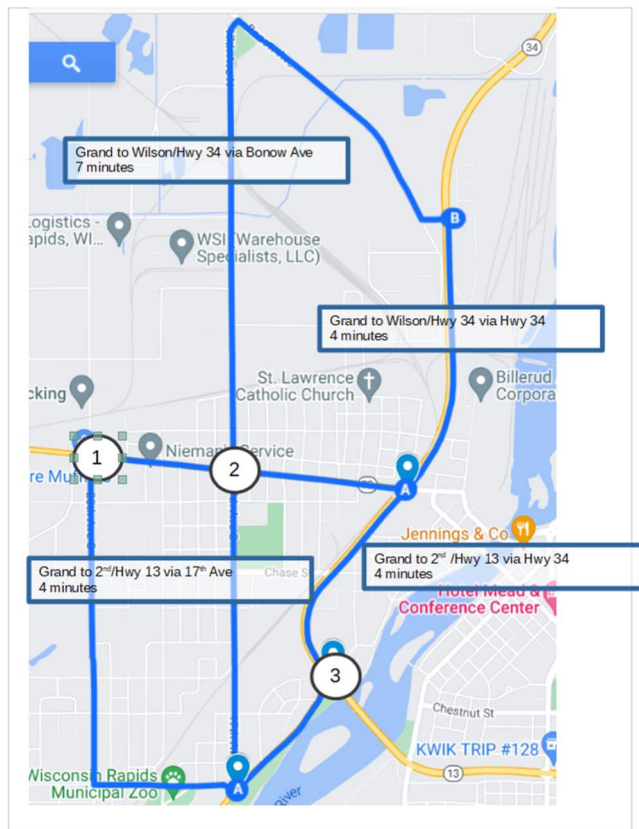 34
Grand to Wilson/Hwy 34 via Bonow Ave
7 minutes
Logistics -
apids, WI...
WSI (Warehouse
Specialists, LLC)
B
Grand to Wilson/Hwy 34 via Hwy 34
4 minutes
St. Lawrence
Catholic Church
Billerud
Corpora
cking
1
Nieman's Service
2
A
Jennings & Co
Grand to 2nd/Hwy 13 via 17th Ave
4 minutes
Chase S
Grand to 2nd /Hwy 13 via Hwy 34
4 minutes
Hotel Mead &
Conference Center
3
Chestnut St
KWIK TRIP #128
13
Wisconsin Rapids
Municipal Zoo
A
River